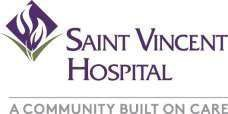 SAINT VINCENT
HOSPITAL
A COMMUNITY BUILT ON CARE